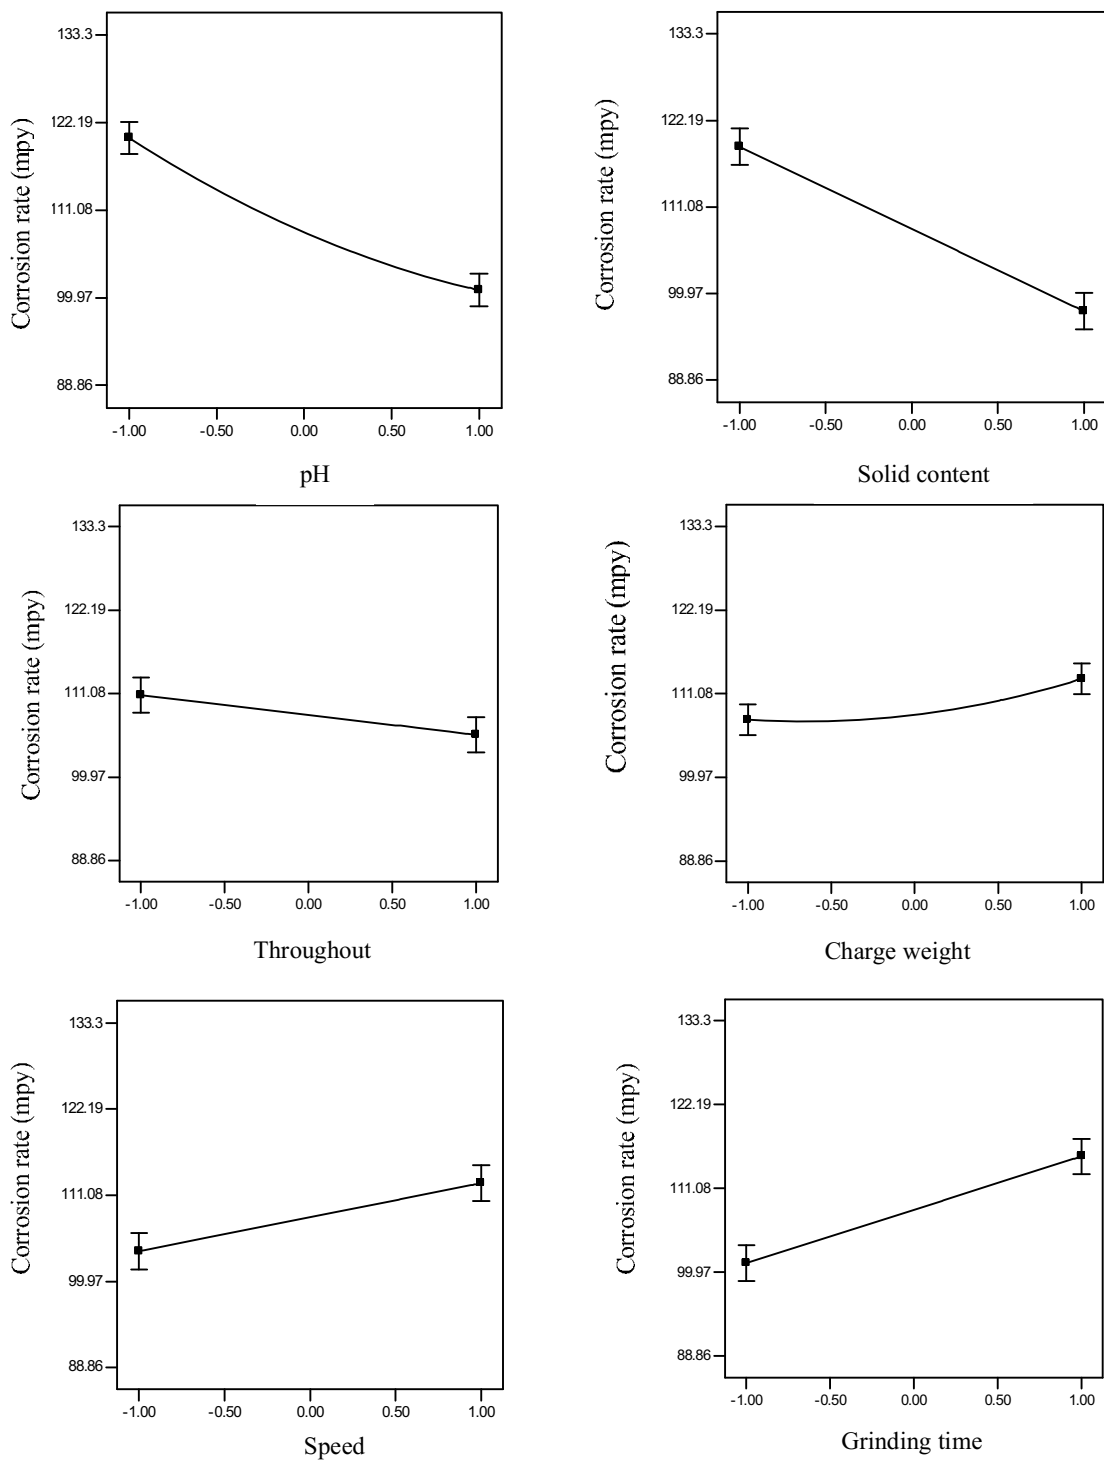 133.3
122.19
111.08
99.97
88.86
-1.00 -0.50 0.00 0.50 1.00
Corrosion rate (mpy)
pH
133.3
122.19
111.08
99.97
88.86
-1.00 -0.50 0.00 0.50 1.00
Corrosion rate (mpy)
Solid content
133.3
122.19
111.08
99.97
88.86
-1.00 -0.50 0.00 0.50 1.00
Corrosion rate (mpy)
Throughout
133.3
122.19
111.08
99.97
88.86
-1.00 -0.50 0.00 0.50 1.00
Corrosion rate (mpy)
Charge weight
133.3
122.19
111.08
99.97
88.86
-1.00 -0.50 0.00 0.50 1.00
Corrosion rate (mpy)
Speed
133.3
122.19
111.08
99.97
88.86
-1.00 -0.50 0.00 0.50 1.00
Corrosion rate (mpy)
Grinding time